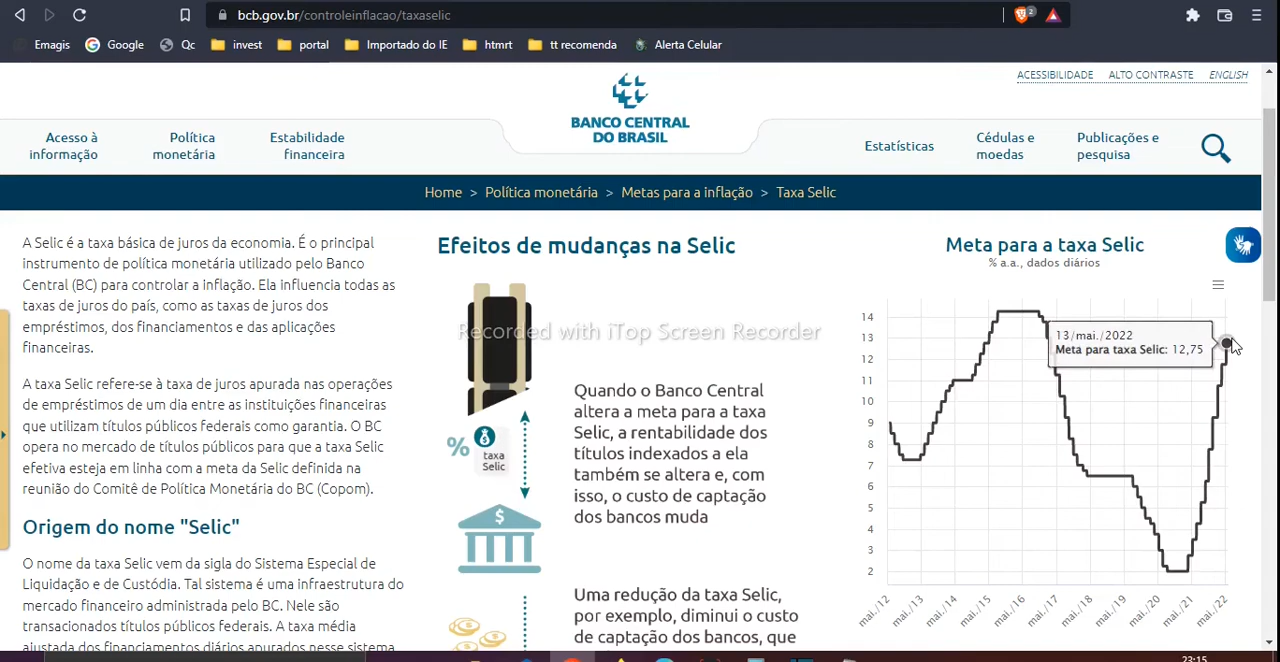 bcb.gov.br/controleinflacao/taxaselic
2
Emagis
Google
Qc
invest
portal
Importado do IE
htmrt
tt recomenda
Alerta Celular
ACESSIBILIDADE
ALTO CONTRASTE
ENGLISH
BANCO CENTRAL
DO BRASIL
Acesso à
informação
Política
monetária
Estabilidade
financeira
Estatísticas
Cédulas e
moedas
Publicações e
pesquisa
Home > Política monetária > Metas para a inflação > Taxa Selic
A Selic é a taxa básica de juros da economia. É o principal
instrumento de política monetária utilizado pelo Banco
Central (BC) para controlar a inflação. Ela influencia todas as
taxas de juros do país, como as taxas de juros dos
empréstimos, dos financiamentos e das aplicações
financeiras.
A taxa Selic refere-se à taxa de juros apurada nas operações
de empréstimos de um dia entre as instituições financeiras
que utilizam títulos públicos federais como garantia. O BC
opera no mercado de títulos públicos para que a taxa Selic
efetiva esteja em linha com a meta da Selic definida na
reunião do Comitê de Política Monetária do BC (Copom).
Origem do nome "Selic"
O nome da taxa Selic vem da sigla do Sistema Especial de
Liquidação e de Custódia. Tal sistema é uma infraestrutura do
mercado financeiro administrada pelo BC. Nele são
transacionados títulos públicos federais. A taxa média
ajustada dos financiamentos diários apurados nesse sistema
Efeitos de mudanças na Selic
Recorded with iTop Screen Recorder
%
$
taxa
Selic
$
Quando o Banco Central
altera a meta para a taxa
Selic, a rentabilidade dos
títulos indexados a ela
também se altera e, com
isso, o custo de captação
dos bancos muda
Uma redução da taxa Selic,
por exemplo, diminui o custo
de captação dos bancos, que
Meta para a taxa Selic
% a.a., dados diários
14
13
12
11
10
9
8
7
6
5
4
3
2
13/mai./2022
Meta para taxa Selic: 12,75
mai./12
mai./13
mai./14
mai./15
mai./16
mai./17
mai./18
mai./19
mai./20
mai./21
mai./22
23:15